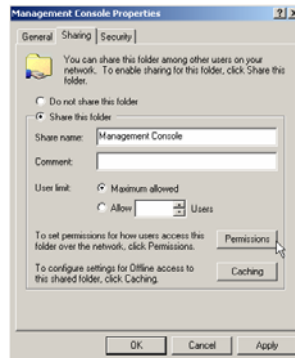 Management Console Properties
General Sharing Security
You can share this folder among other users on your
network. To enable sharing for this folder, click Share this
folder.
Do not share this folder
Share this folder
Share name: Management Console
Comment:
User limit: Maximum allowed
Allow Users
To set permissions for how users access this
folder over the network, click Permissions.
Permissions
To configure settings for Offline access to
this shared folder, click Caching.
Caching
OK Cancel Apply